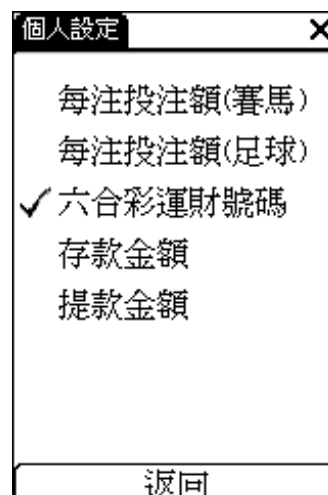 個人設定
每注投注額(賽馬)
每注投注額(足球)
六合彩運財號碼
存款金額
提款金額
返回